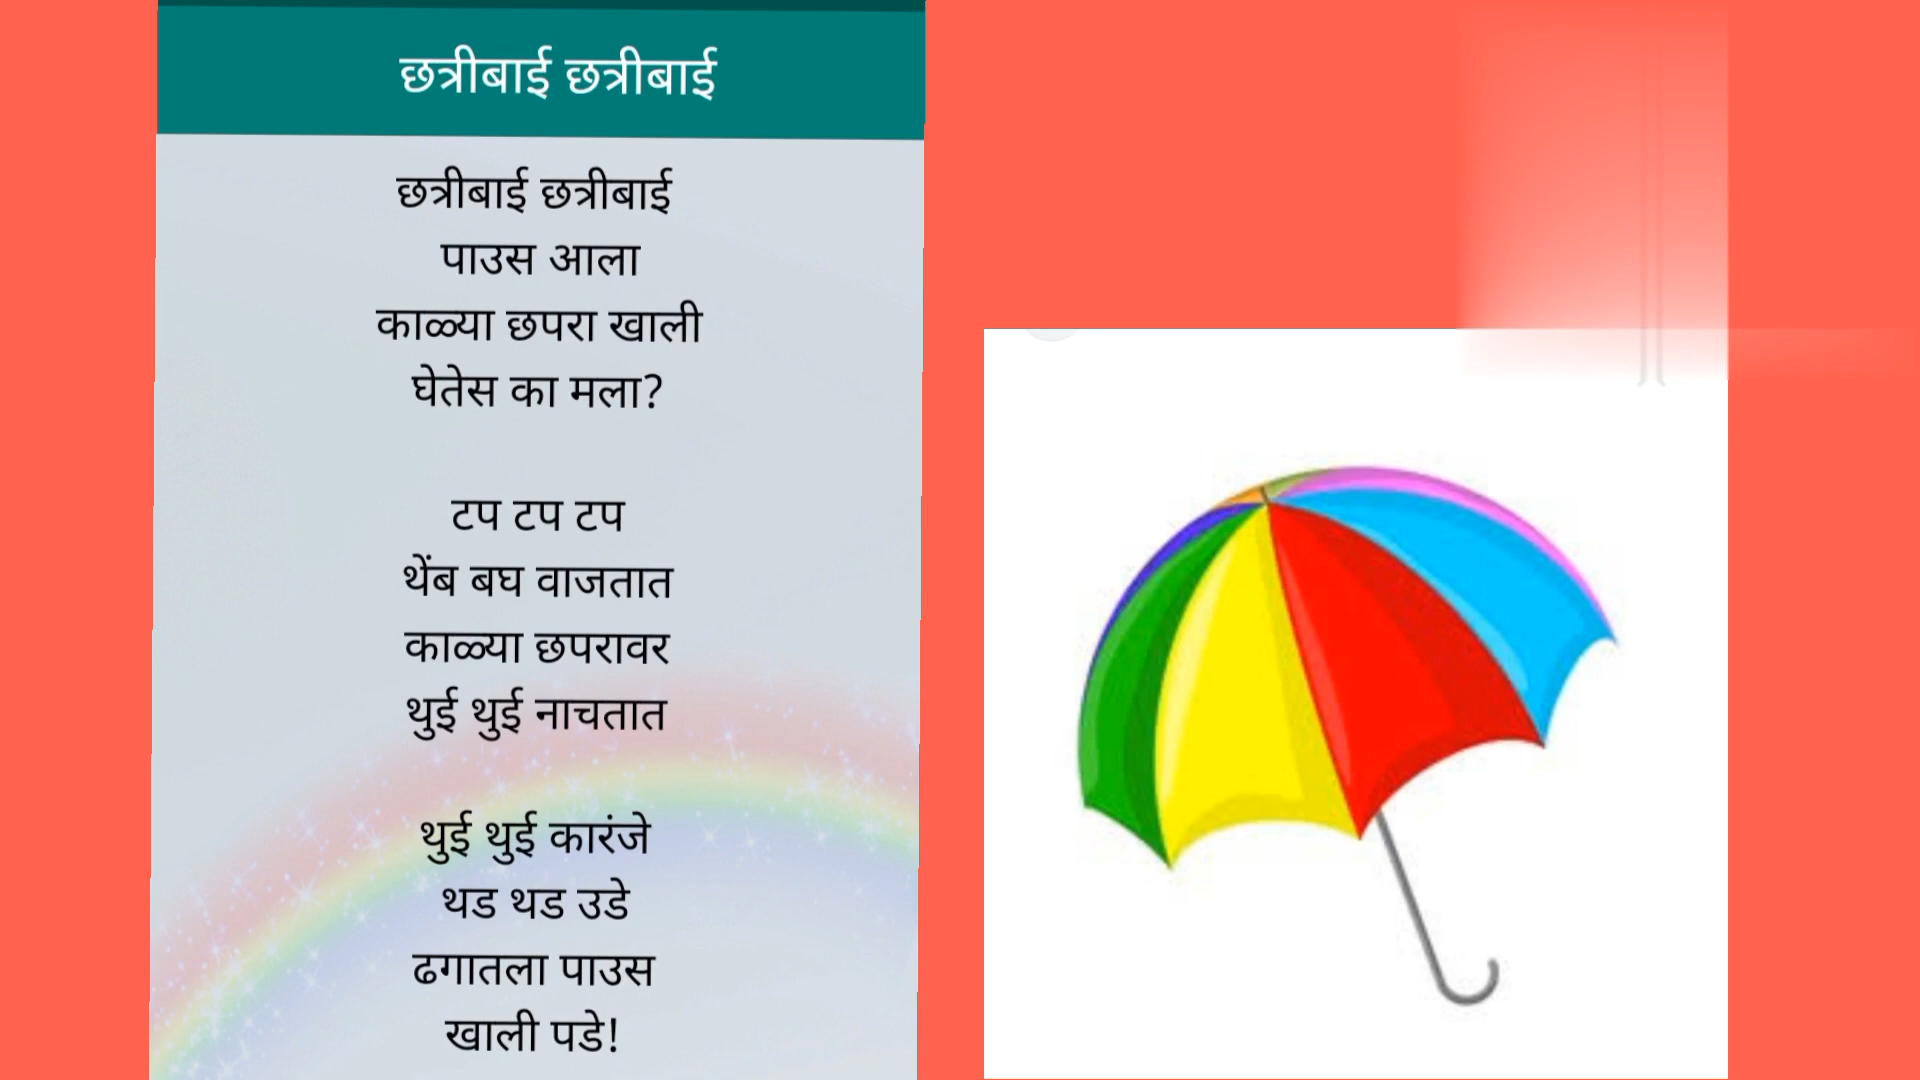 छत्रीबाई छत्रीबाई
छत्रीबाई छत्रीबाई
पाउस आला
काळ्या छपरा खाली
घेतेस का मला?
टप टप टप
थेंब बघ वाजतात
काळ्या छपरावर
थुई थुई नाचतात
थुई थुई कारंजे
थड थड उडे
ढगातला पाउस
खाली पडे!